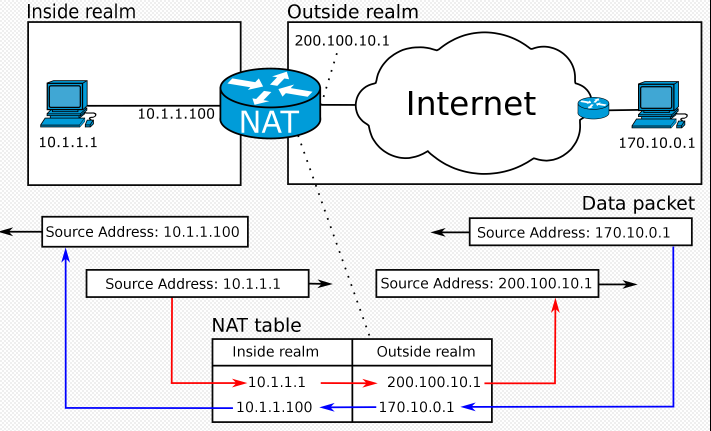 Inside realm
Outside realm
200.100.10.1
Internet
10.1.1.100
NAT
10.1.1.1
170.10.0.1
Data packet
Source Address: 10.1.1.100
Source Address: 170.10.0.1
Source Address: 10.1.1.1
Source Address: 200.100.10.1
NAT table
Inside realm
Outside realm
10.1.1.1
200.100.10.1
10.1.1.100
170.10.0.1